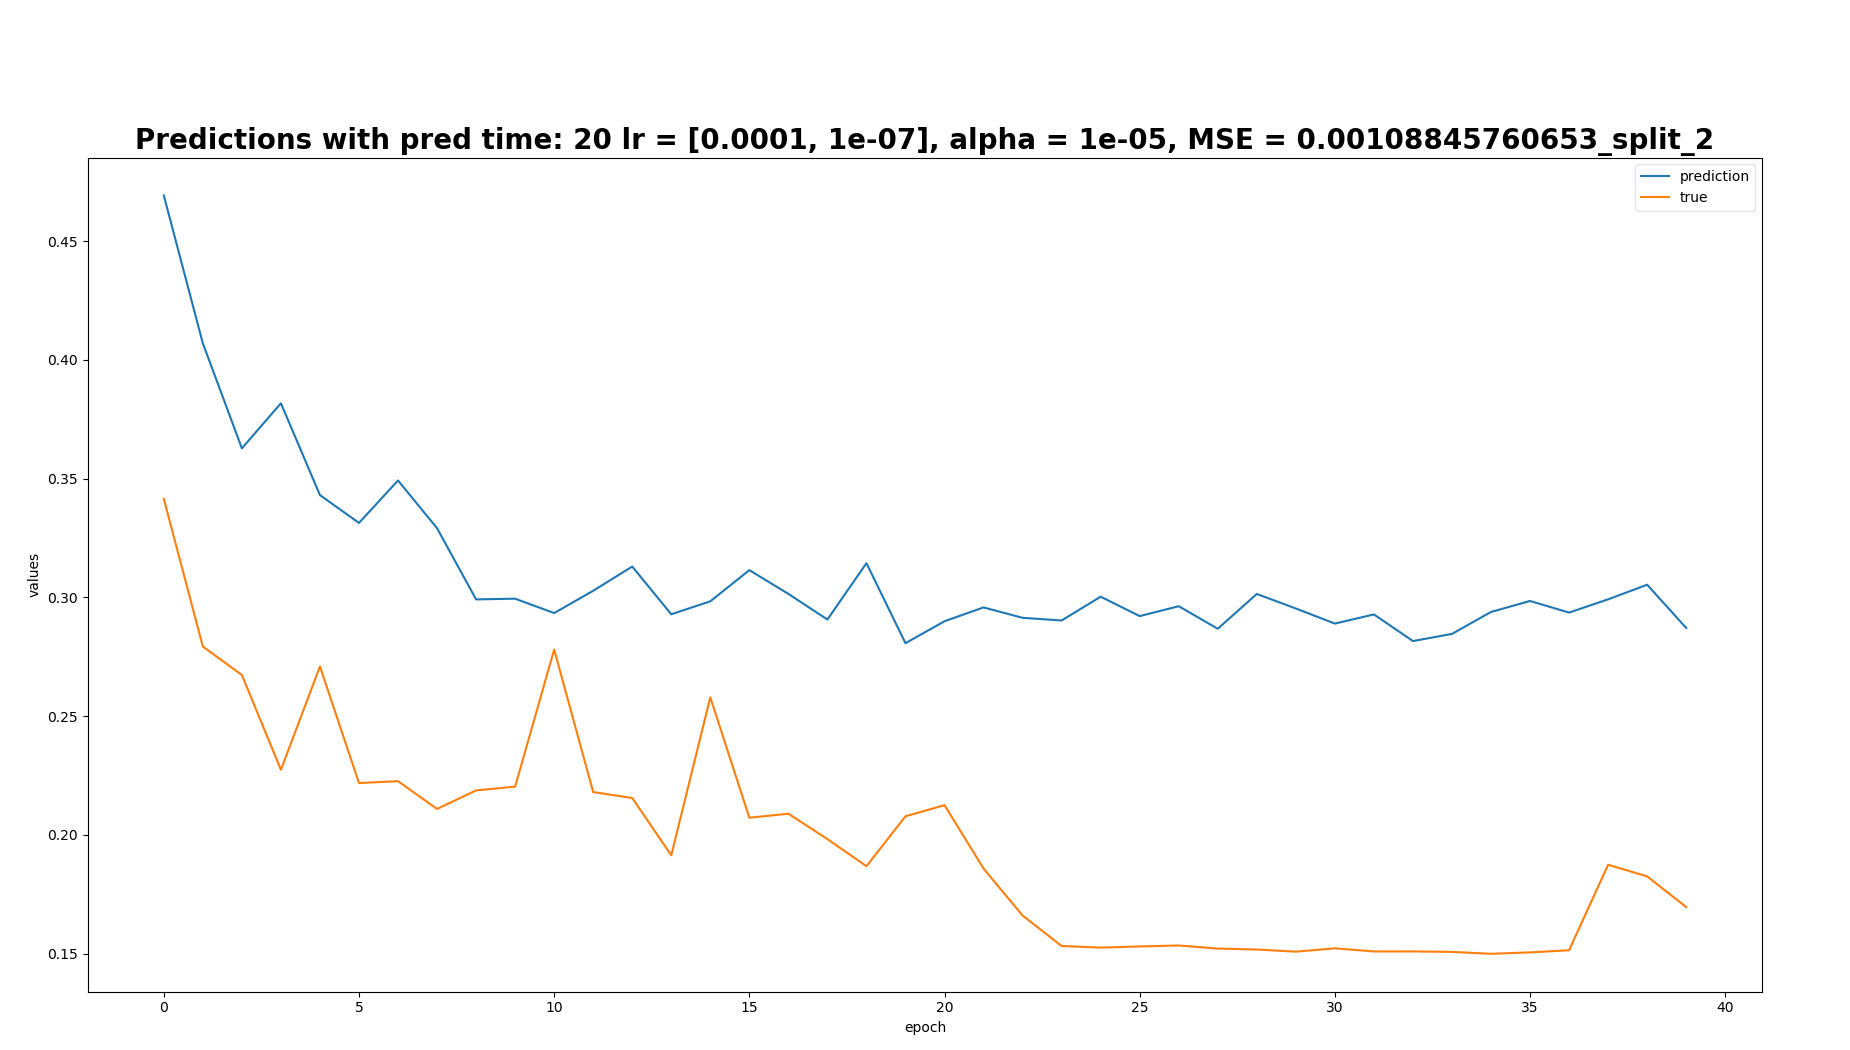 Predictions with pred time: 20 lr = [0.0001, 1e-07], alpha = 1e-05, MSE = 0.00108845760653_split_2
prediction
true
0.45
0.40
0.35
0.30
0.25
0.20
0.15
values
0 5 10 15 20 25 30 35 40
epoch